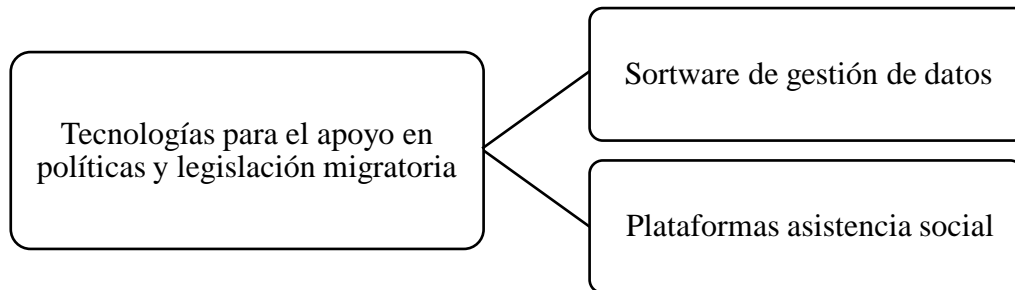 Tecnologías para el apoyo en
políticas y legislación migratoria
Sortware de gestión de datos
Plataformas asistencia social